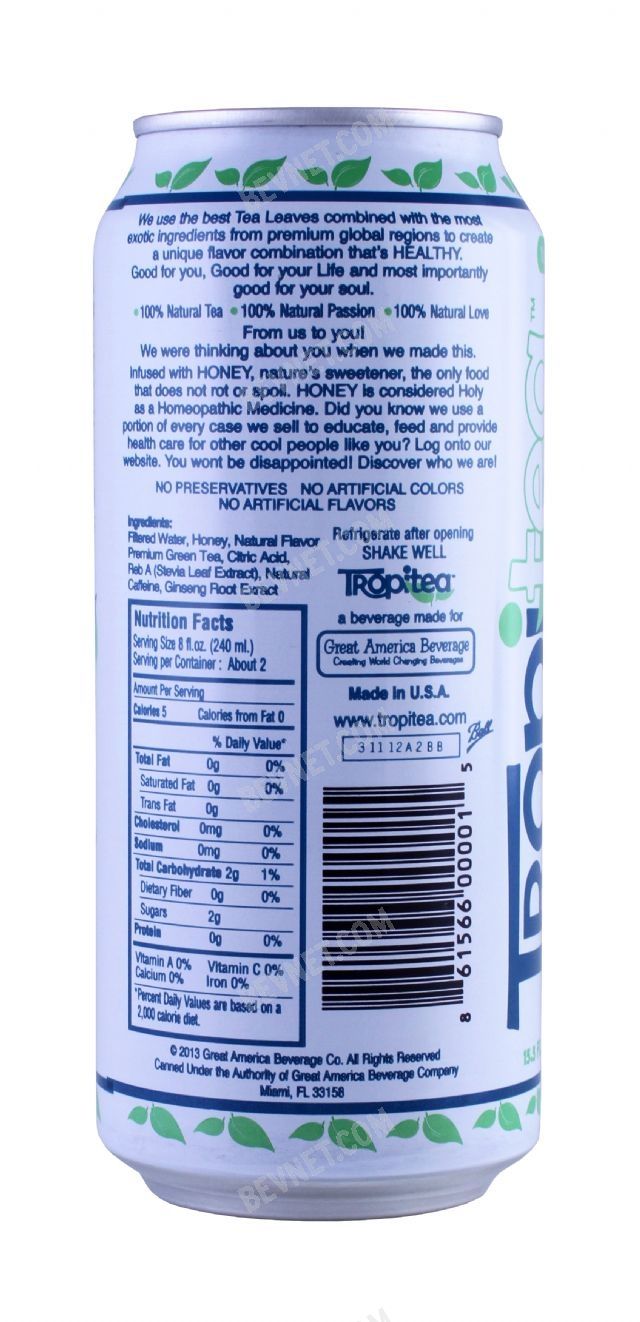 We use the best Tea Leaves combined with the most
exotic ingredients from premium global regions to create
a unique flavor combination that's HEALTHY.
Good for you, Good for your Life and most importantly
good for your soul.
•100% Natural Tea •100% Natural Passion •100% Natural Love
From us to you!
We were thinking about you when we made this.
Infused with HONEY, nature's sweetener, the only food
that does not rot or spoil. HONEY is considered Holy
as a Homeopathic Medicine. Did you know we use a
portion of every case we sell to educate, feed and provide
health care for other cool people like you? Log onto our
website. You wont be disappointed! Discover who we are!
NO PRESERVATIVES NO ARTIFICIAL COLORS
NO ARTIFICIAL FLAVORS
Ingredients:
Filtered Water, Honey, Natural Flavor
Premium Green Tea, Citric Acid,
Reb A (Stevia Leaf Extract), Natural
Caffeine, Ginseng Root Extract
Refrigerate after opening
SHAKE WELL
TRopitea
a beverage made for
Great America Beverage
Creating World Changing Beverages
Made in U.S.A.
www.tropitea.com
Ball
31112A2BB
Nutrition Facts
Serving Size 8 fl.oz. (240 ml.)
Serving per Container: About 2
Amount Per Serving
Calories 5 Calories from Fat 0
% Daily Value*
Total Fat 0g 0%
Saturated Fat 0g 0%
Trans Fat 0g
Cholesterol 0mg 0%
Sodium 0mg 0%
Total Carbohydrate 2g 1%
Dietary Fiber 0g 0%
Sugars 2g
Protein 0g 0%
Vitamin A 0% Vitamin C 0%
Calcium 0% Iron 0%
*Percent Daily Values are based on a
2,000 calorie diet.
8 61566 00001 5
© 2013 Great America Beverage Co. All Rights Reserved
Canned Under the Authority of Great America Beverage Company
Miami, FL 33158
TRopitea™
BEVNET.COM
BEVNET.COM
BEVNET.COM
BEVNET.COM
BEVNET.COM
BEVNET.COM